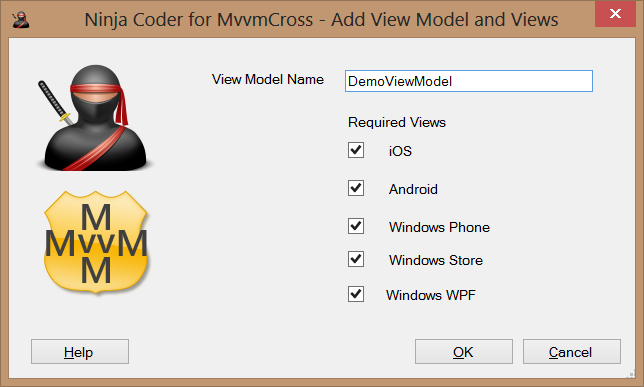 Ninja Coder for MvvmCross - Add View Model and Views
View Model Name DemoViewModel
Required Views
iOS
Android
Windows Phone
Windows Store
Windows WPF
M
MvvM
M
Help OK Cancel